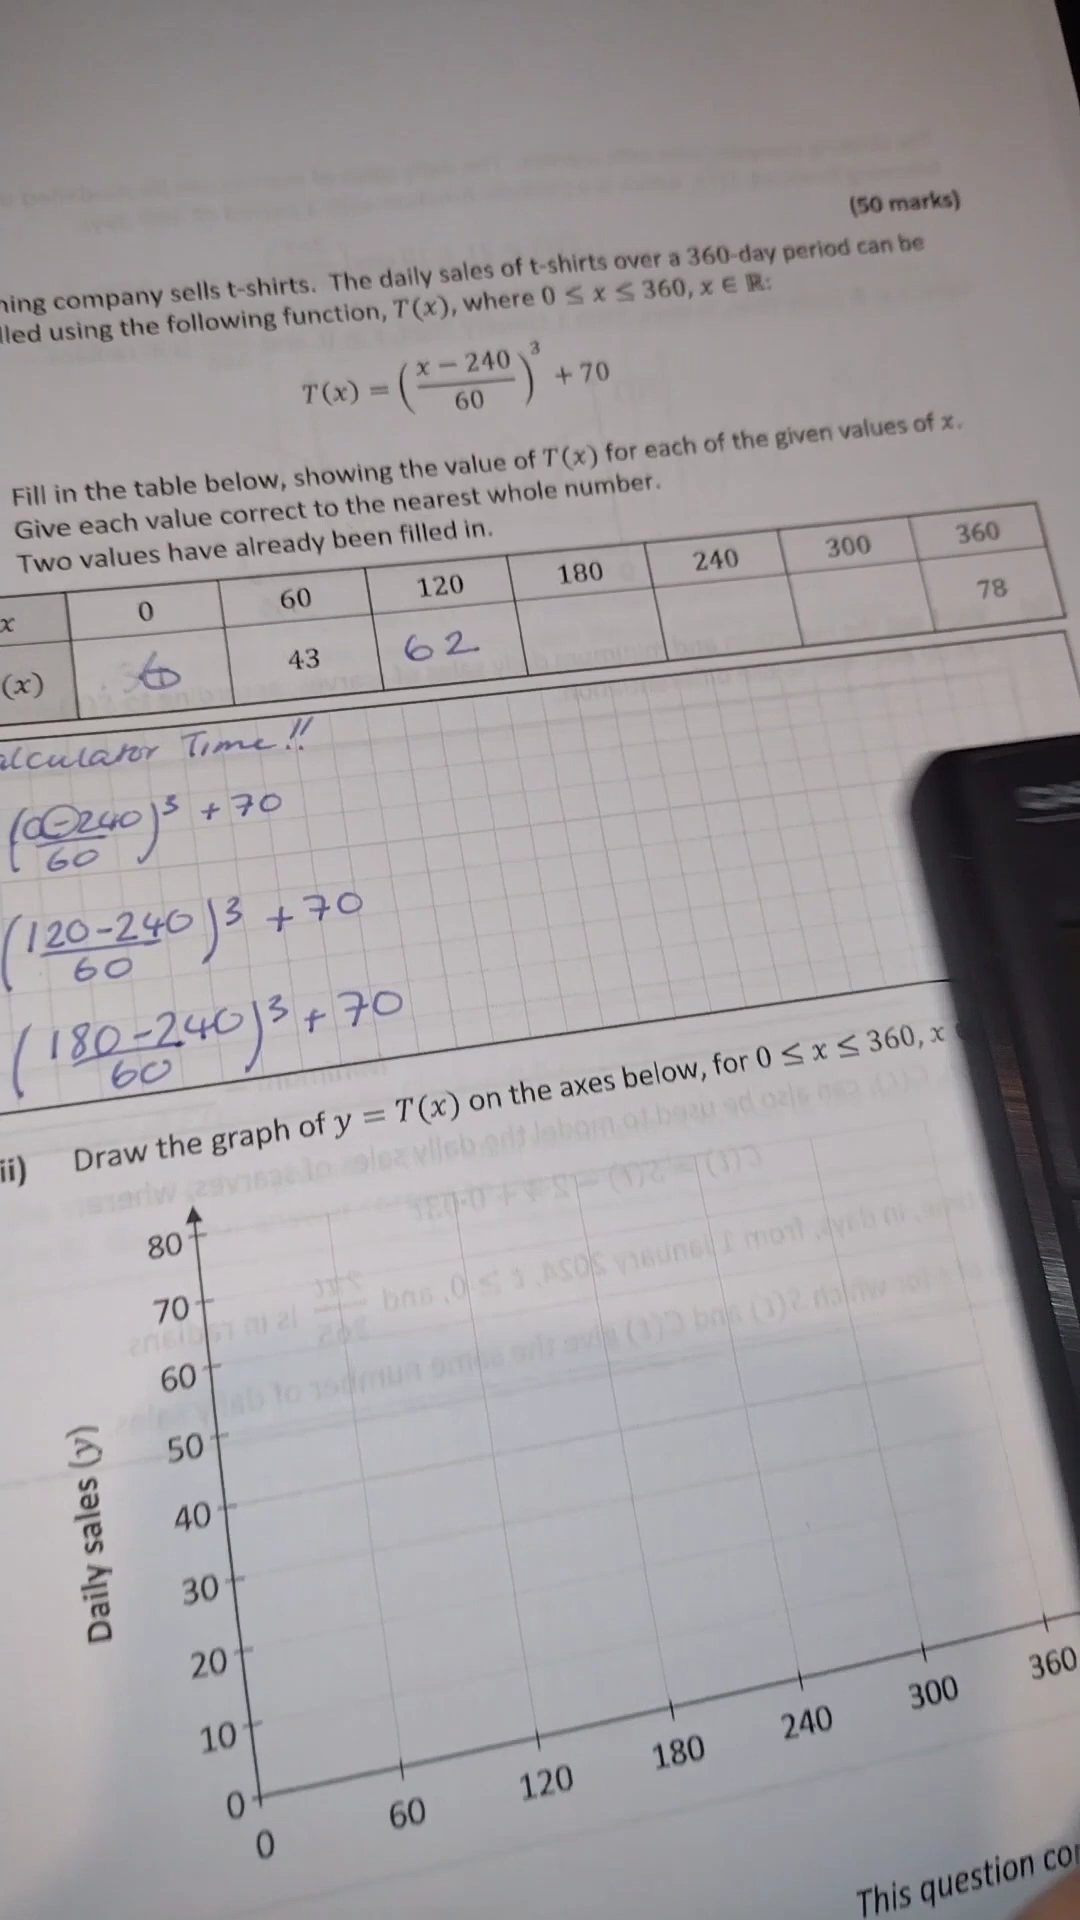 (50 marks)
ning company sells t-shirts. The daily sales of t-shirts over a 360-day period can be
lled using the following function, T(x), where 0 ≤ x ≤ 360, x ∈ ℝ:
T(x) = ((x − 240)/60)³ + 70
Fill in the table below, showing the value of T(x) for each of the given values of x.
Give each value correct to the nearest whole number.
Two values have already been filled in.
x 0 60 120 180 240 300 360
(x) 6 43 62 78
alculator Time!!
((0−240)/60)³ + 70
((120−240)/60)³ + 70
((180−240)/60)³ + 70
ii) Draw the graph of y = T(x) on the axes below, for 0 ≤ x ≤ 360, x
Daily sales (y)
80
70
60
50
40
30
20
10
0
0 60 120 180 240 300 360
This question con